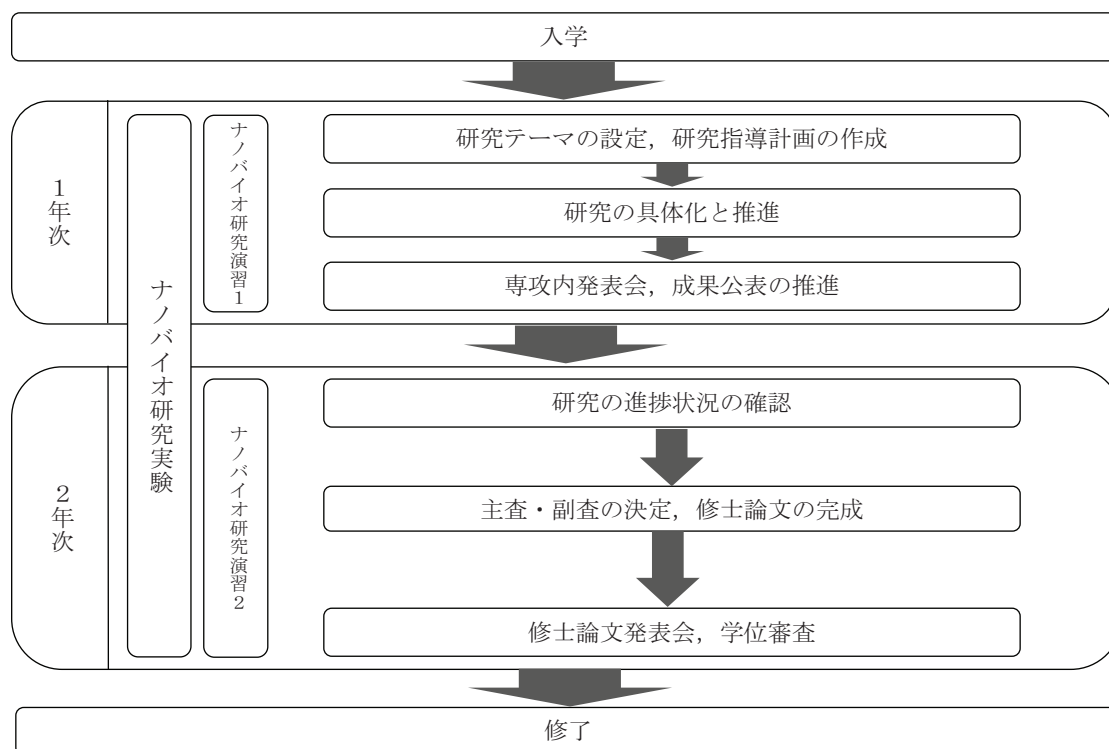 入学
1年次
ナノバイオ研究実験
ナノバイオ研究演習1
研究テーマの設定，研究指導計画の作成
研究の具体化と推進
専攻内発表会，成果公表の推進
2年次
ナノバイオ研究演習2
研究の進捗状況の確認
主査・副査の決定，修士論文の完成
修士論文発表会，学位審査
修了